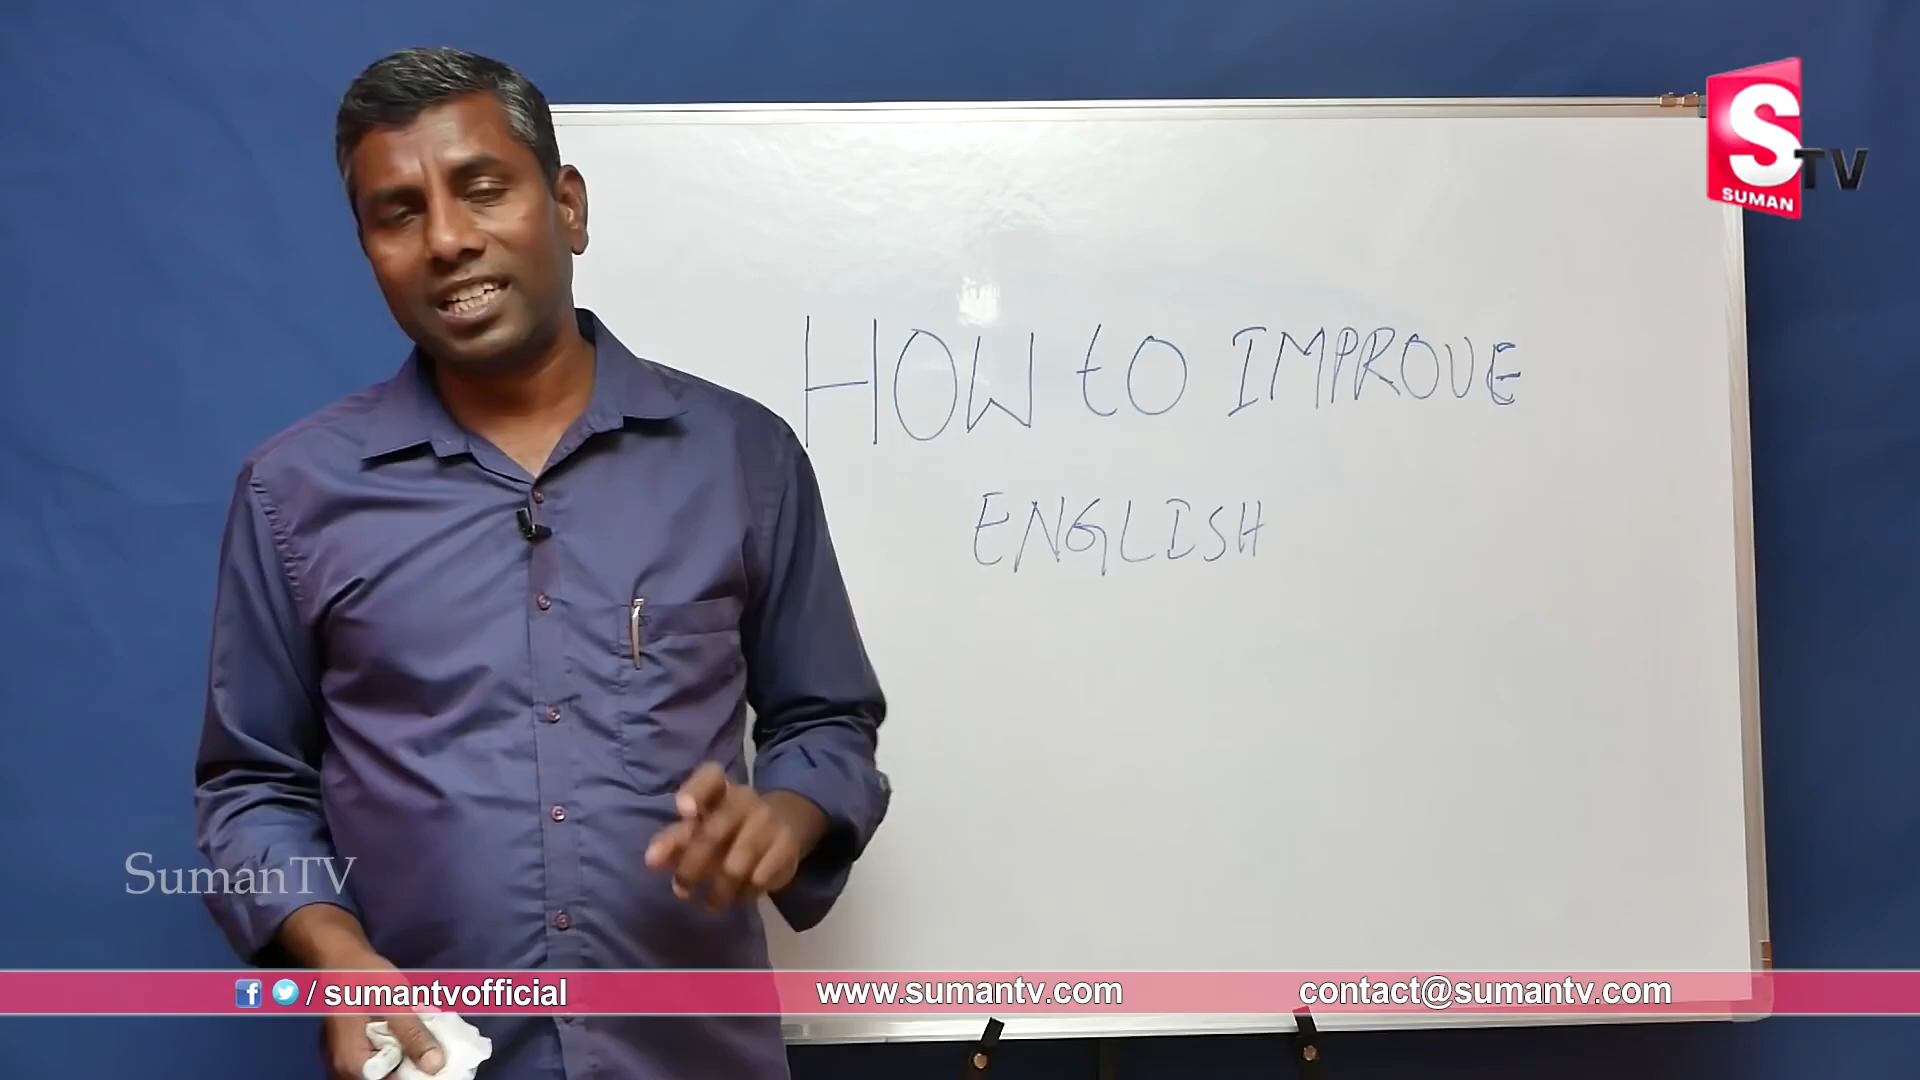 S
TV
SUMAN
HOW to IMPROVE
ENGLISH
SumanTV
f / sumantvofficial
www.sumantv.com
contact@sumantv.com